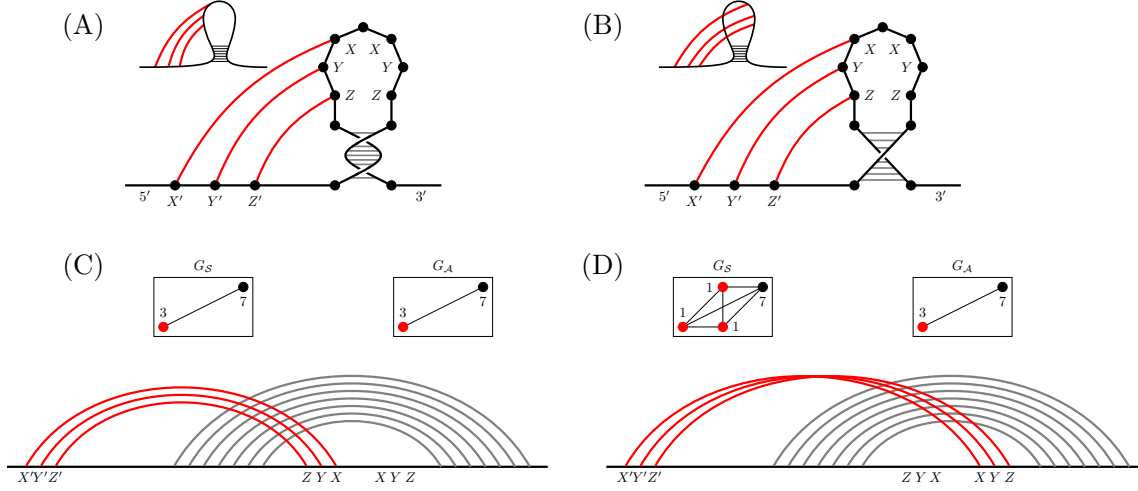 (A)
X X
Y Y
Z Z
5′ X′ Y′ Z′ 3′
(B)
X X
Y Y
Z Z
5′ X′ Y′ Z′ 3′
(C)
G_S G_A
3 7 3 7
X′Y′Z′ Z Y X X Y Z
(D)
G_S G_A
1 1 1 7 3 7
X′Y′Z′ Z Y X X Y Z